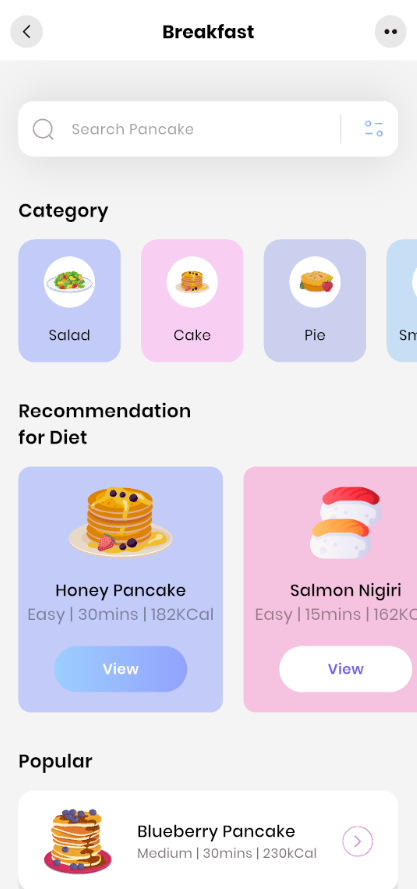 Breakfast
Search Pancake
Category
Salad
Cake
Pie
Sm
Recommendation
for Diet
Honey Pancake
Easy | 30mins | 182KCal
View
Salmon Nigiri
Easy | 15mins | 162KC
View
Popular
Blueberry Pancake
Medium | 30mins | 230kCal